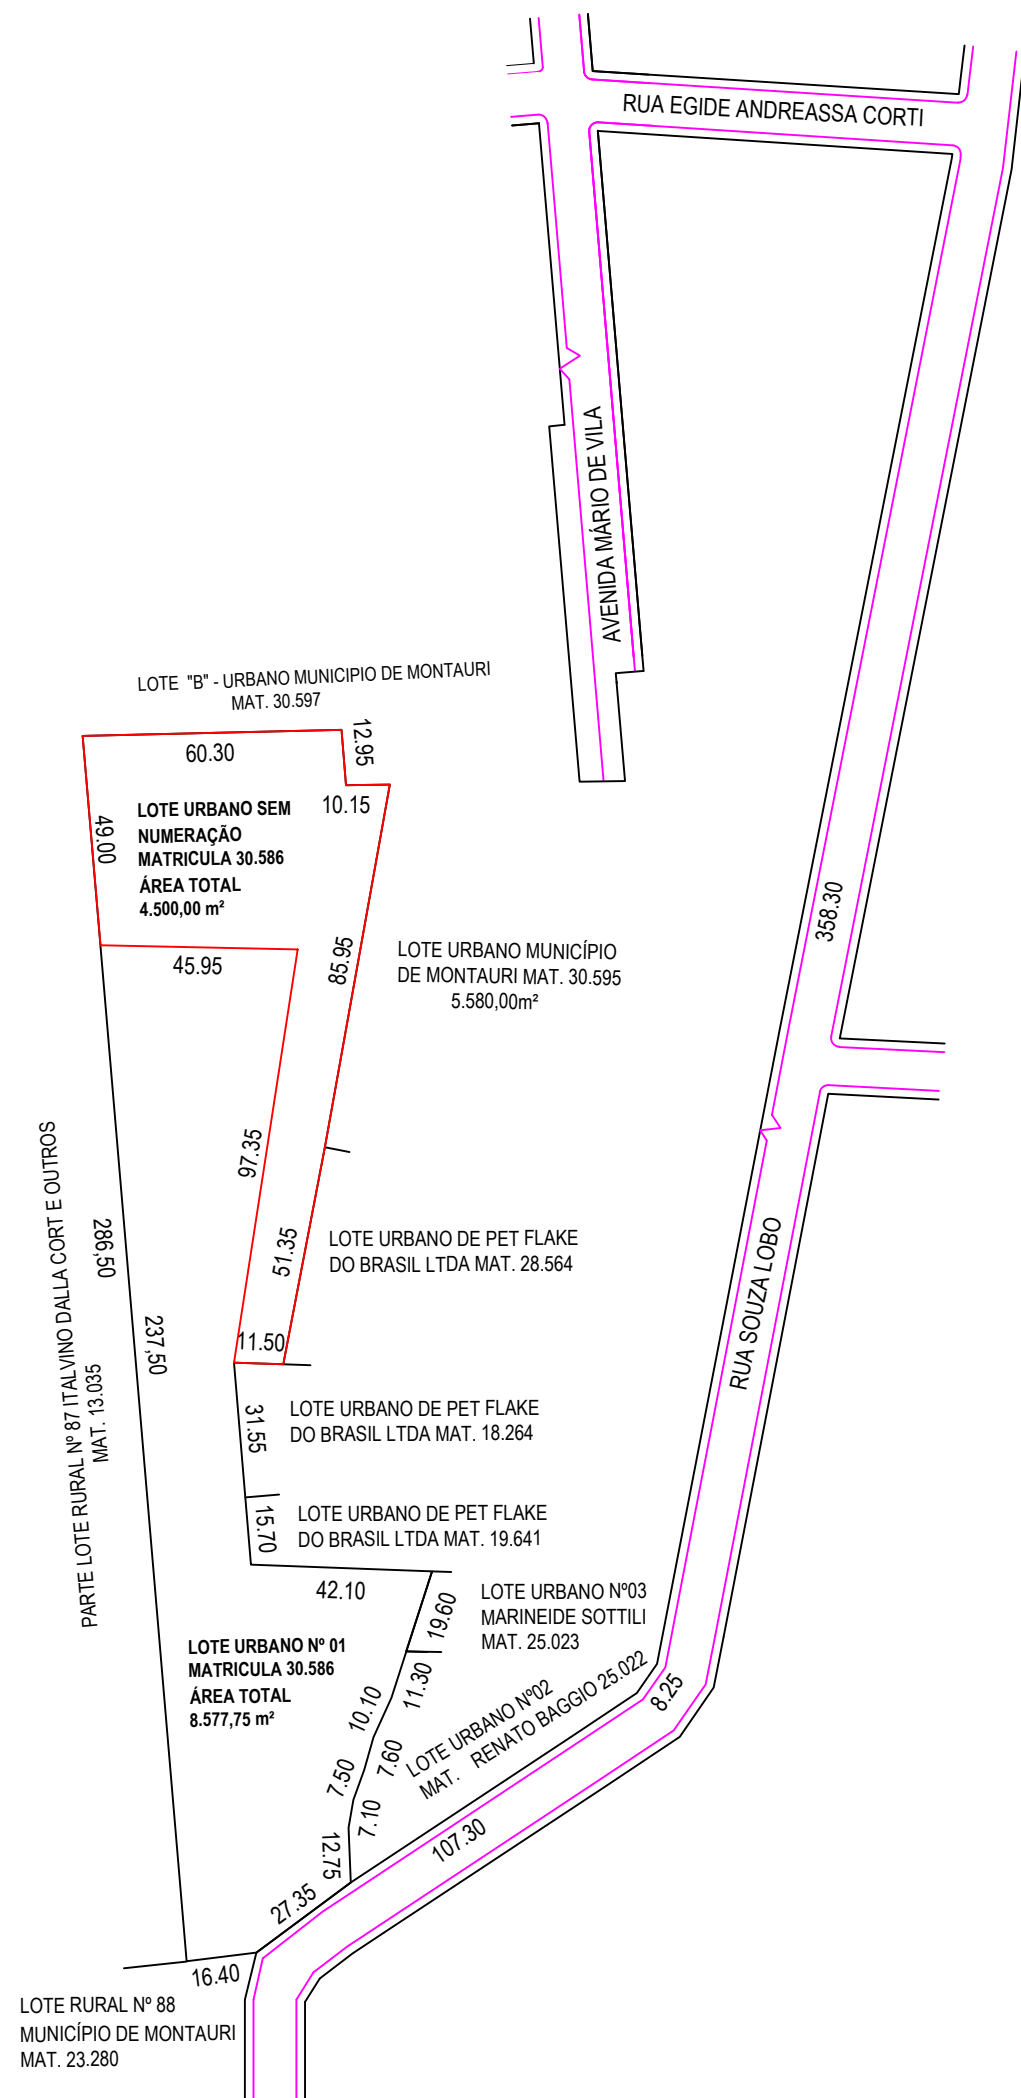 RUA EGIDE ANDREASSA CORTI
AVENIDA MÁRIO DE VILA
LOTE "B" - URBANO MUNICIPIO DE MONTAURI
MAT. 30.597
12.95
60.30
10.15
49.00
LOTE URBANO SEM
NUMERAÇÃO
MATRICULA 30.586
ÁREA TOTAL
4.500,00 m²
358.30
45.95
85.95
LOTE URBANO MUNICÍPIO
DE MONTAURI MAT. 30.595
5.580,00m²
97.35
PARTE LOTE RURAL Nº 87 ITALVINO DALLA CORT E OUTROS
MAT. 13.035
286,50
237,50
51.35
LOTE URBANO DE PET FLAKE
DO BRASIL LTDA MAT. 28.564
RUA SOUZA LOBO
11.50
31.55
LOTE URBANO DE PET FLAKE
DO BRASIL LTDA MAT. 18.264
15.70
LOTE URBANO DE PET FLAKE
DO BRASIL LTDA MAT. 19.641
42.10
19.60
LOTE URBANO Nº03
MARINEIDE SOTTILI
MAT. 25.023
LOTE URBANO Nº 01
MATRICULA 30.586
ÁREA TOTAL
8.577,75 m²
11.30
10.10
LOTE URBANO Nº02
MAT. RENATO BAGGIO 25.022
8.25
7.60
7.50
7.10
12.75
107.30
27.35
16.40
LOTE RURAL Nº 88
MUNICÍPIO DE MONTAURI
MAT. 23.280